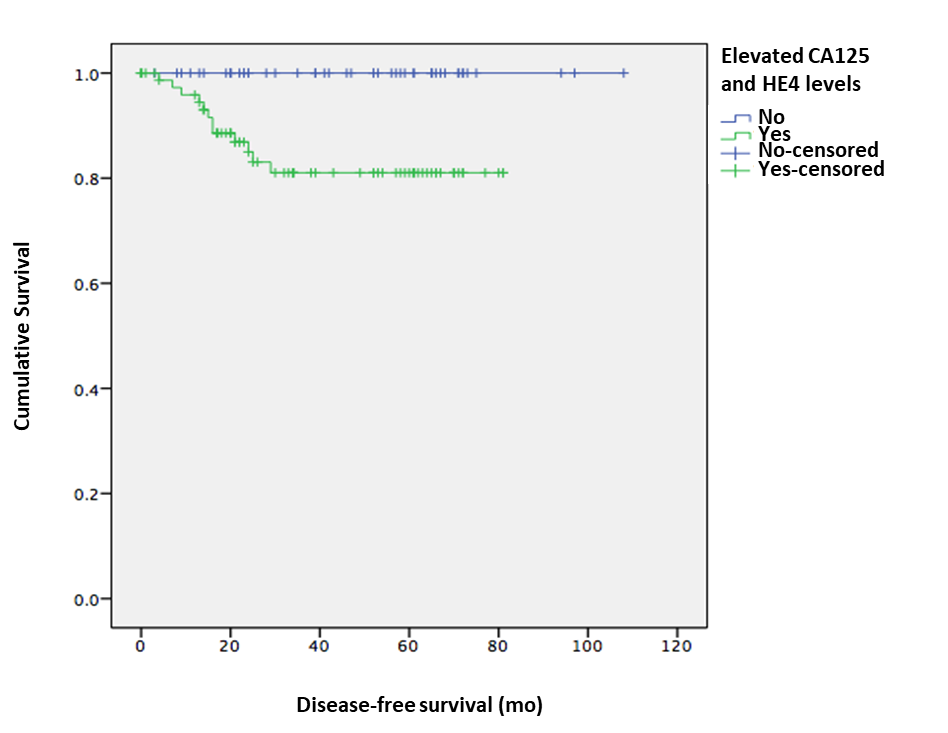 Elevated CA125
and HE4 levels
No
Yes
No-censored
Yes-censored
Cumulative Survival
1.0
0.8
0.6
0.4
0.2
0.0
0 20 40 60 80 100 120
Disease-free survival (mo)